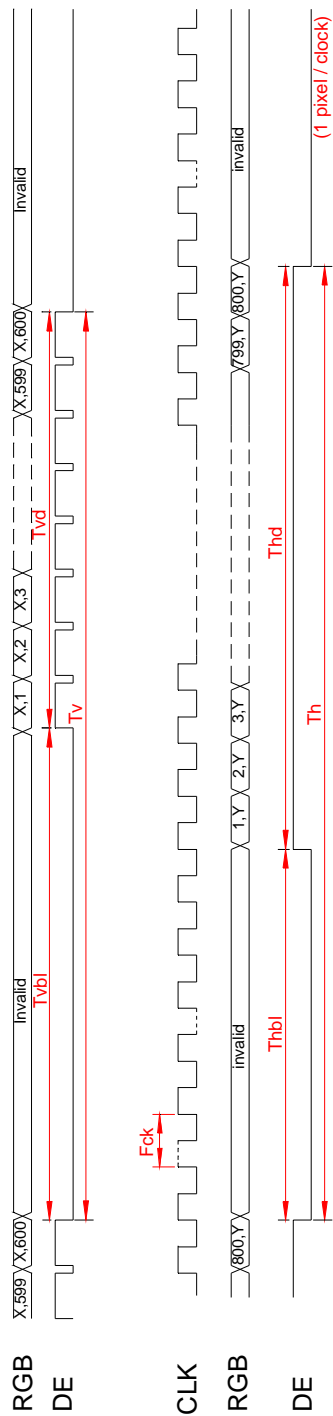 RGB X,599 X,600 Invalid X,1 X,2 X,3 X,599 X,600 Invalid
DE
Tvbl Tvd
Tv
Fck
CLK
RGB 800,Y invalid 1,Y 2,Y 3,Y 799,Y 800,Y invalid
Thbl Thd
DE
Th
(1 pixel / clock)